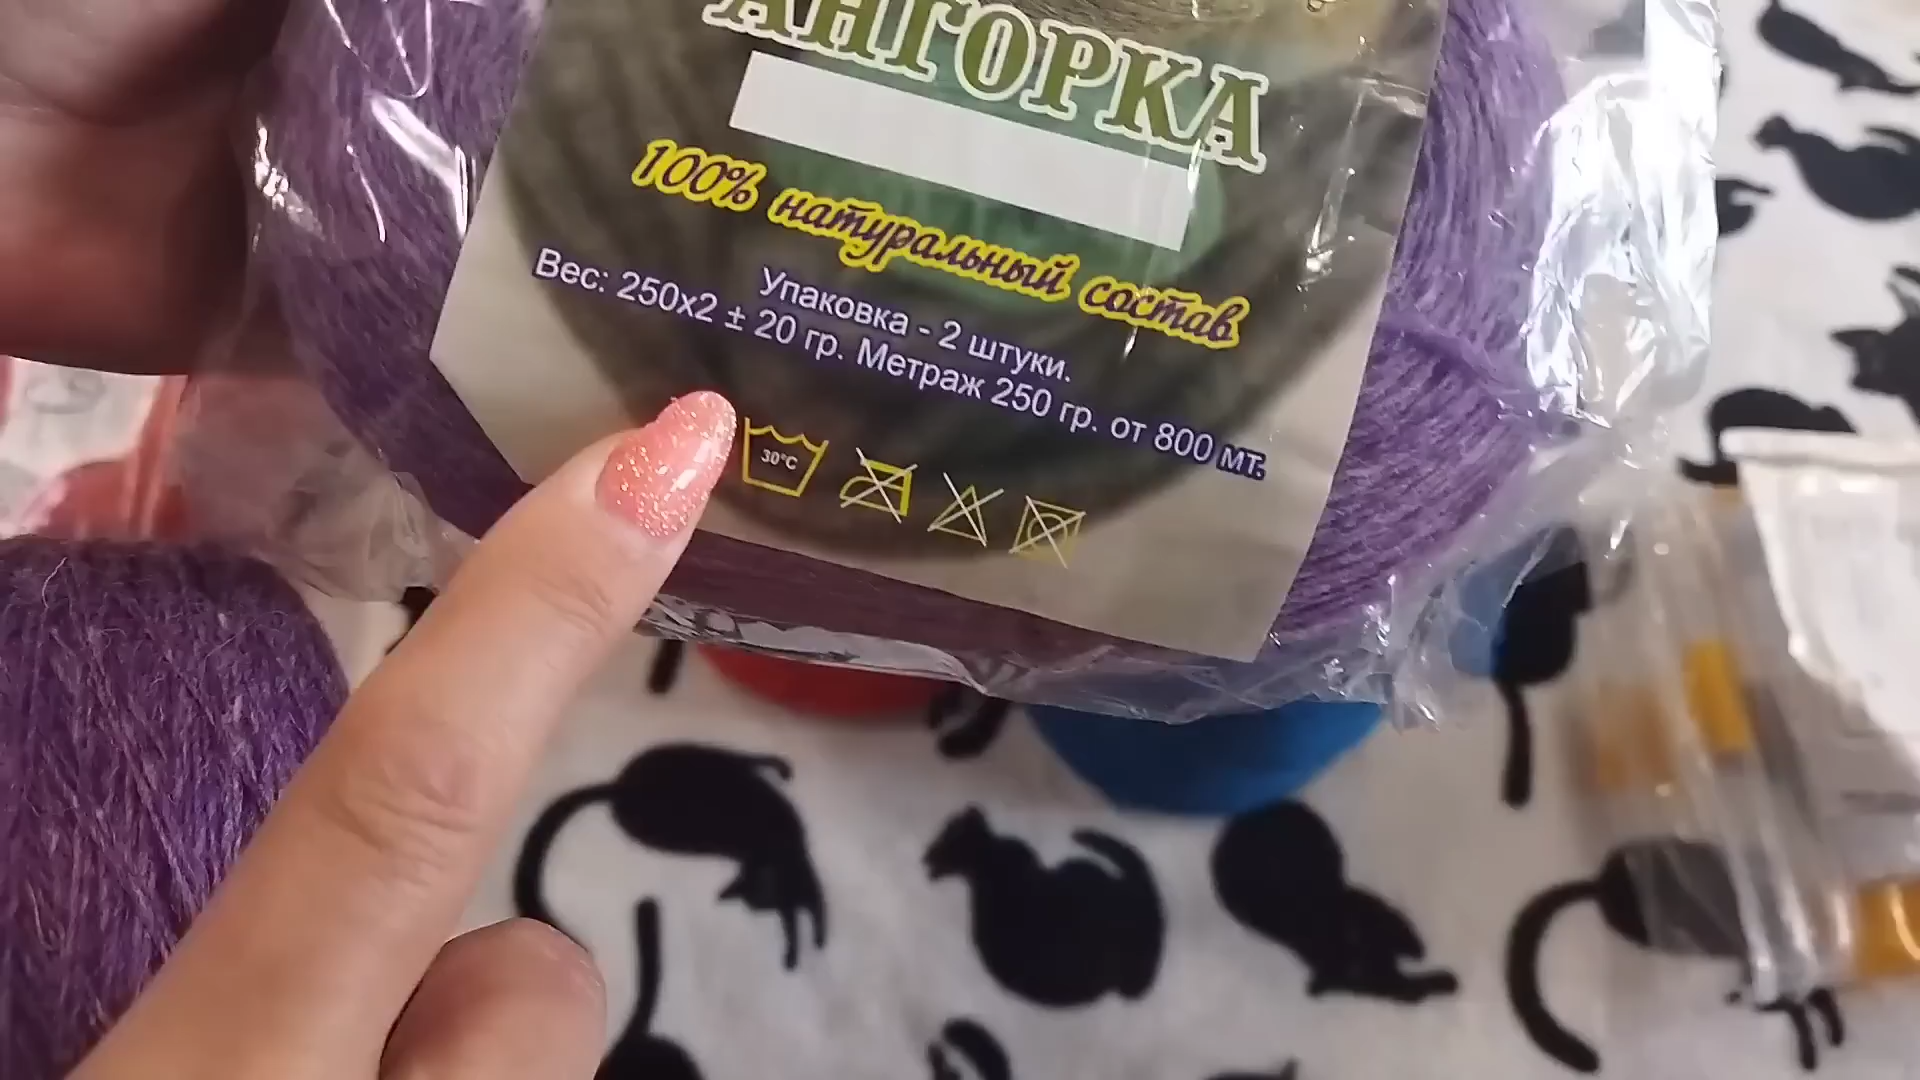 АНГОРКА
100% натуральный состав
Упаковка - 2 штуки.
Вес: 250х2 ± 20 гр. Метраж 250 гр. от 800 мт.
30°C